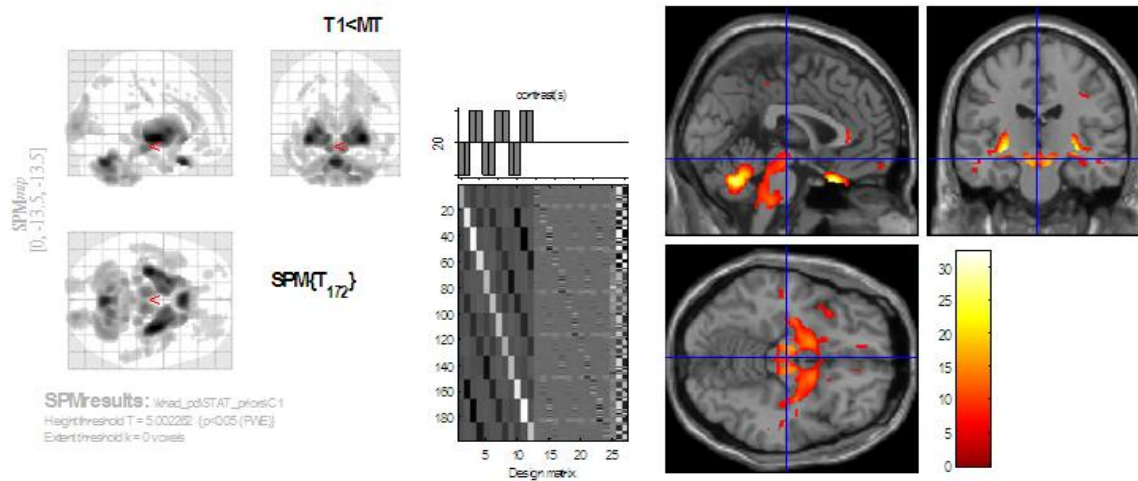 T1<MT
SPMmip
[0, -13.5, -13.5]
<
<
<
SPM{T172}
SPMresults:
Height threshold T = 5.002262 {p<0.05 (FWE)}
Extent threshold k = 0 voxels
contrast(s)
20
20
40
60
80
100
120
140
160
180
5 10 15 20 25
Design matrix
30
25
20
15
10
5
0